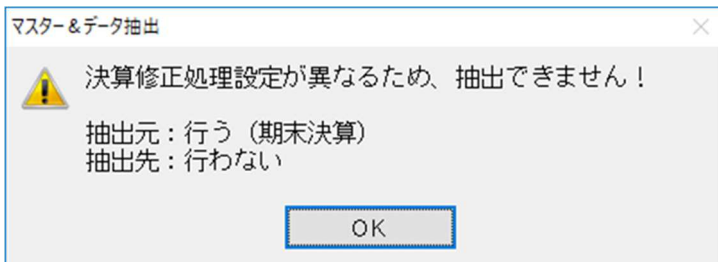 マスター&データ抽出
決算修正処理設定が異なるため、抽出できません！
抽出元：行う（期末決算）
抽出先：行わない
OK